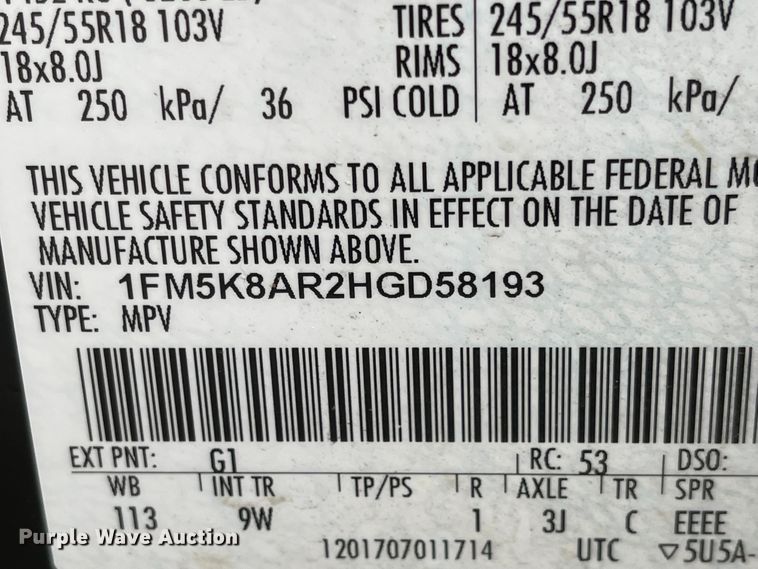 245/55R18 103V TIRES 245/55R18 103V
18x8.0J RIMS 18x8.0J
AT 250 kPa/ 36 PSI COLD AT 250 kPa/
THIS VEHICLE CONFORMS TO ALL APPLICABLE FEDERAL
VEHICLE SAFETY STANDARDS IN EFFECT ON THE DATE OF
MANUFACTURE SHOWN ABOVE.
VIN: 1FM5K8AR2HGD58193
TYPE: MPV
EXT PNT: G1 RC: 53 DSO:
WB INT TR TP/PS R AXLE TR SPR
113 9W 1 3J C EEEE
Purple Wave Auction
1201707011714 UTC ▽5U5A-